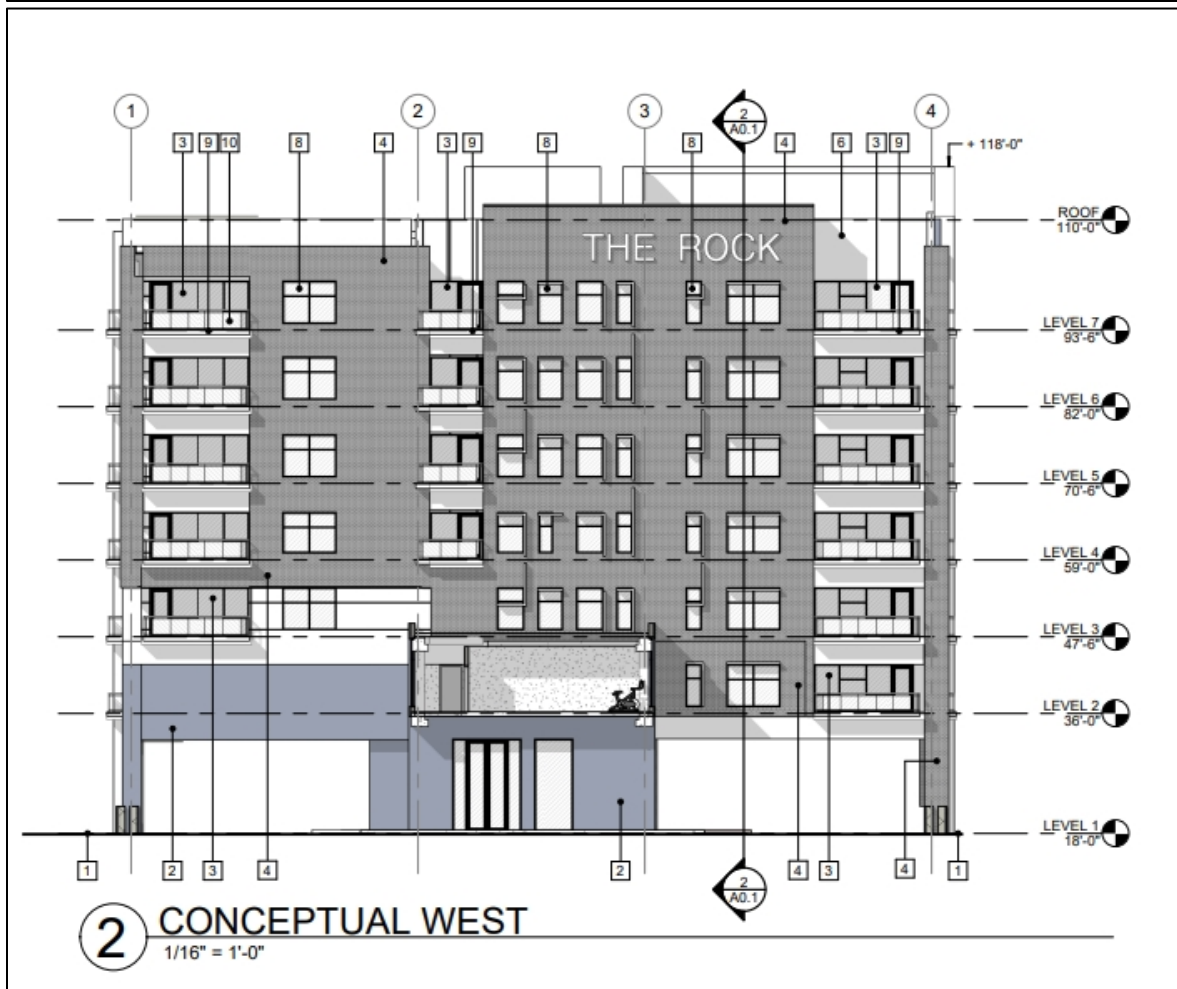 1
2
3
2
A0.1
4
3
9
10
8
4
3
9
8
8
4
6
3
9
+ 118'-0"
ROOF
110'-0"
THE ROCK
LEVEL 7
93'-6"
LEVEL 6
82'-0"
LEVEL 5
70'-6"
LEVEL 4
59'-0"
LEVEL 3
47'-6"
LEVEL 2
36'-0"
LEVEL 1
18'-0"
1
2
3
4
2
2
A0.1
4
3
4
1
2
CONCEPTUAL WEST
1/16" = 1'-0"